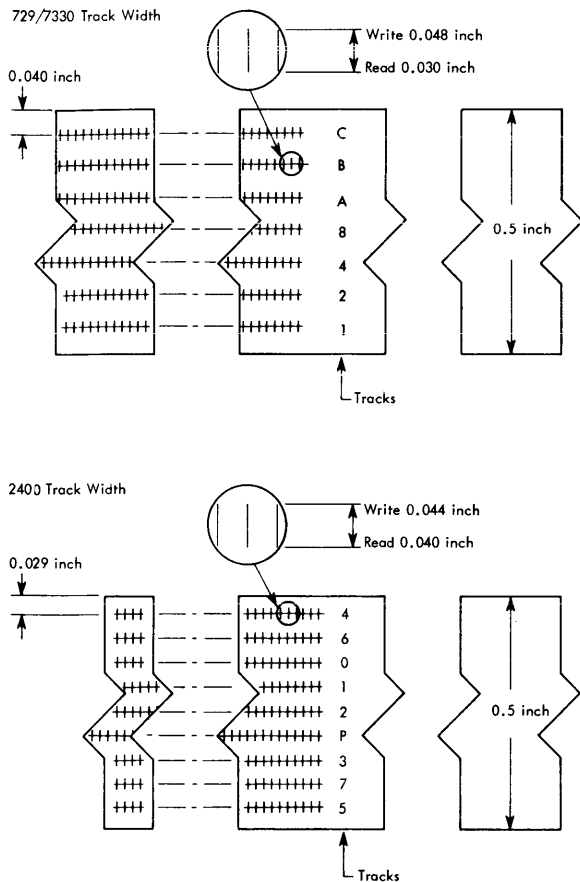 729/7330 Track Width
Write 0.048 inch
Read 0.030 inch
0.040 inch
C
B
A
8
4
2
1
0.5 inch
Tracks
2400 Track Width
Write 0.044 inch
Read 0.040 inch
0.029 inch
4
6
0
1
2
P
3
7
5
0.5 inch
Tracks